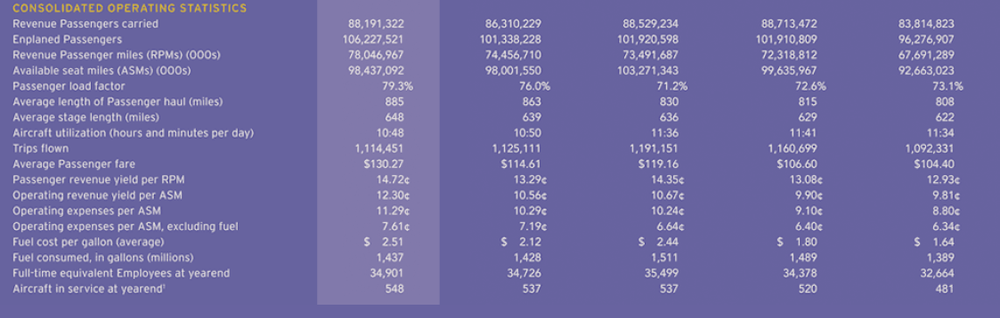 CONSOLIDATED OPERATING STATISTICS
Revenue Passengers carried 88,191,322 86,310,229 88,529,234 88,713,472 83,814,823
Enplaned Passengers 106,227,521 101,338,228 101,920,598 101,910,809 96,276,907
Revenue Passenger miles (RPMs) (000s) 78,046,967 74,456,710 73,491,687 72,318,812 67,691,289
Available seat miles (ASMs) (000s) 98,437,092 98,001,550 103,271,343 99,635,967 92,663,023
Passenger load factor 79.3% 76.0% 71.2% 72.6% 73.1%
Average length of Passenger haul (miles) 885 863 830 815 808
Average stage length (miles) 648 639 636 629 622
Aircraft utilization (hours and minutes per day) 10:48 10:50 11:36 11:41 11:34
Trips flown 1,114,451 1,125,111 1,191,151 1,160,699 1,092,331
Average Passenger fare $130.27 $114.61 $119.16 $106.60 $104.40
Passenger revenue yield per RPM 14.72¢ 13.29¢ 14.35¢ 13.08¢ 12.93¢
Operating revenue yield per ASM 12.30¢ 10.56¢ 10.67¢ 9.90¢ 9.81¢
Operating expenses per ASM 11.29¢ 10.29¢ 10.24¢ 9.10¢ 8.80¢
Operating expenses per ASM, excluding fuel 7.61¢ 7.19¢ 6.64¢ 6.40¢ 6.34¢
Fuel cost per gallon (average) $ 2.51 $ 2.12 $ 2.44 $ 1.80 $ 1.64
Fuel consumed, in gallons (millions) 1,437 1,428 1,511 1,489 1,389
Full-time equivalent Employees at yearend 34,901 34,726 35,499 34,378 32,664
Aircraft in service at yearend¹ 548 537 537 520 481